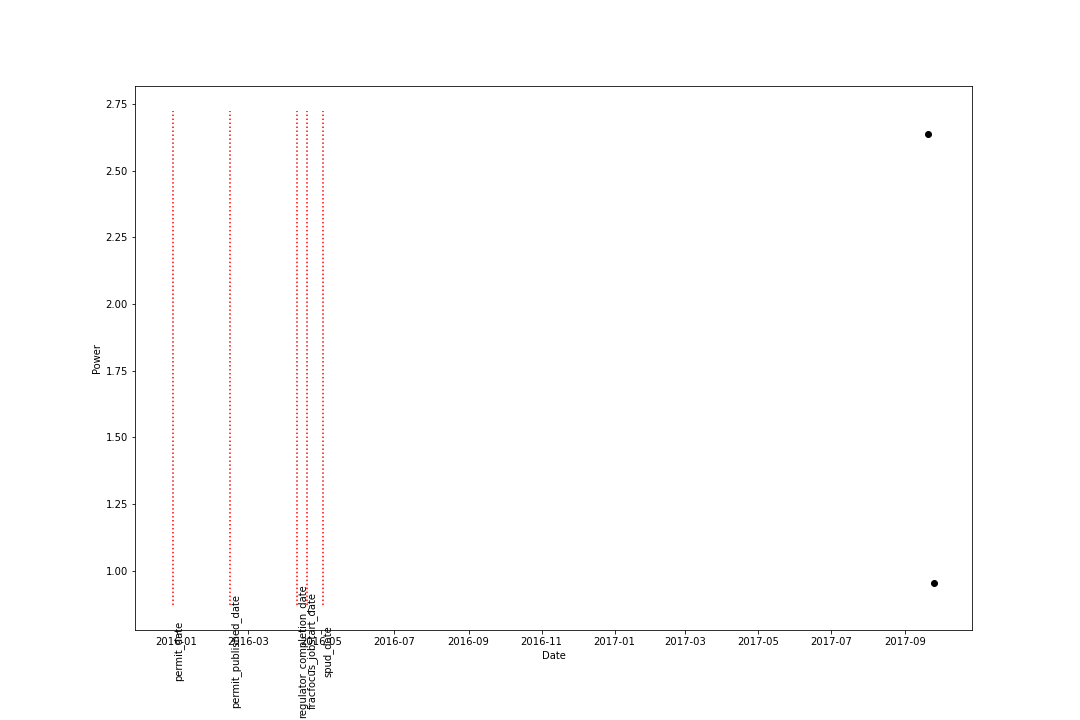 2.75
2.50
2.25
2.00
1.75
1.50
1.25
1.00
Power
2016-01
2016-03
2016-05
2016-07
2016-09
2016-11
2017-01
2017-03
2017-05
2017-07
2017-09
Date
permit_date
permit_published_date
regulator_completion_date
fracfocus_jobstart_date
spud_date